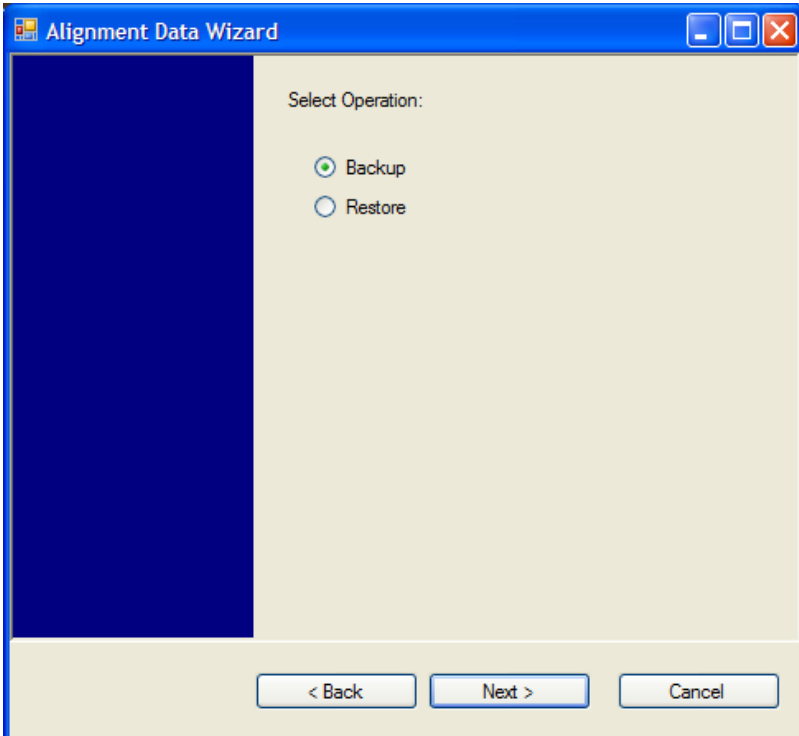 Alignment Data Wizard
Select Operation:
Backup
Restore
< Back
Next >
Cancel